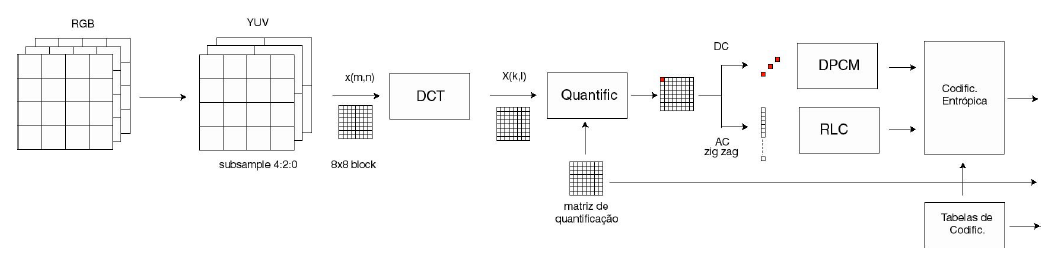 RGB
YUV
subsample 4:2:0
x(m,n)
8x8 block
DCT
X(k,l)
Quantific
matriz de
quantificação
DC
AC
zig zag
DPCM
RLC
Codific.
Entrópica
Tabelas de
Codific.